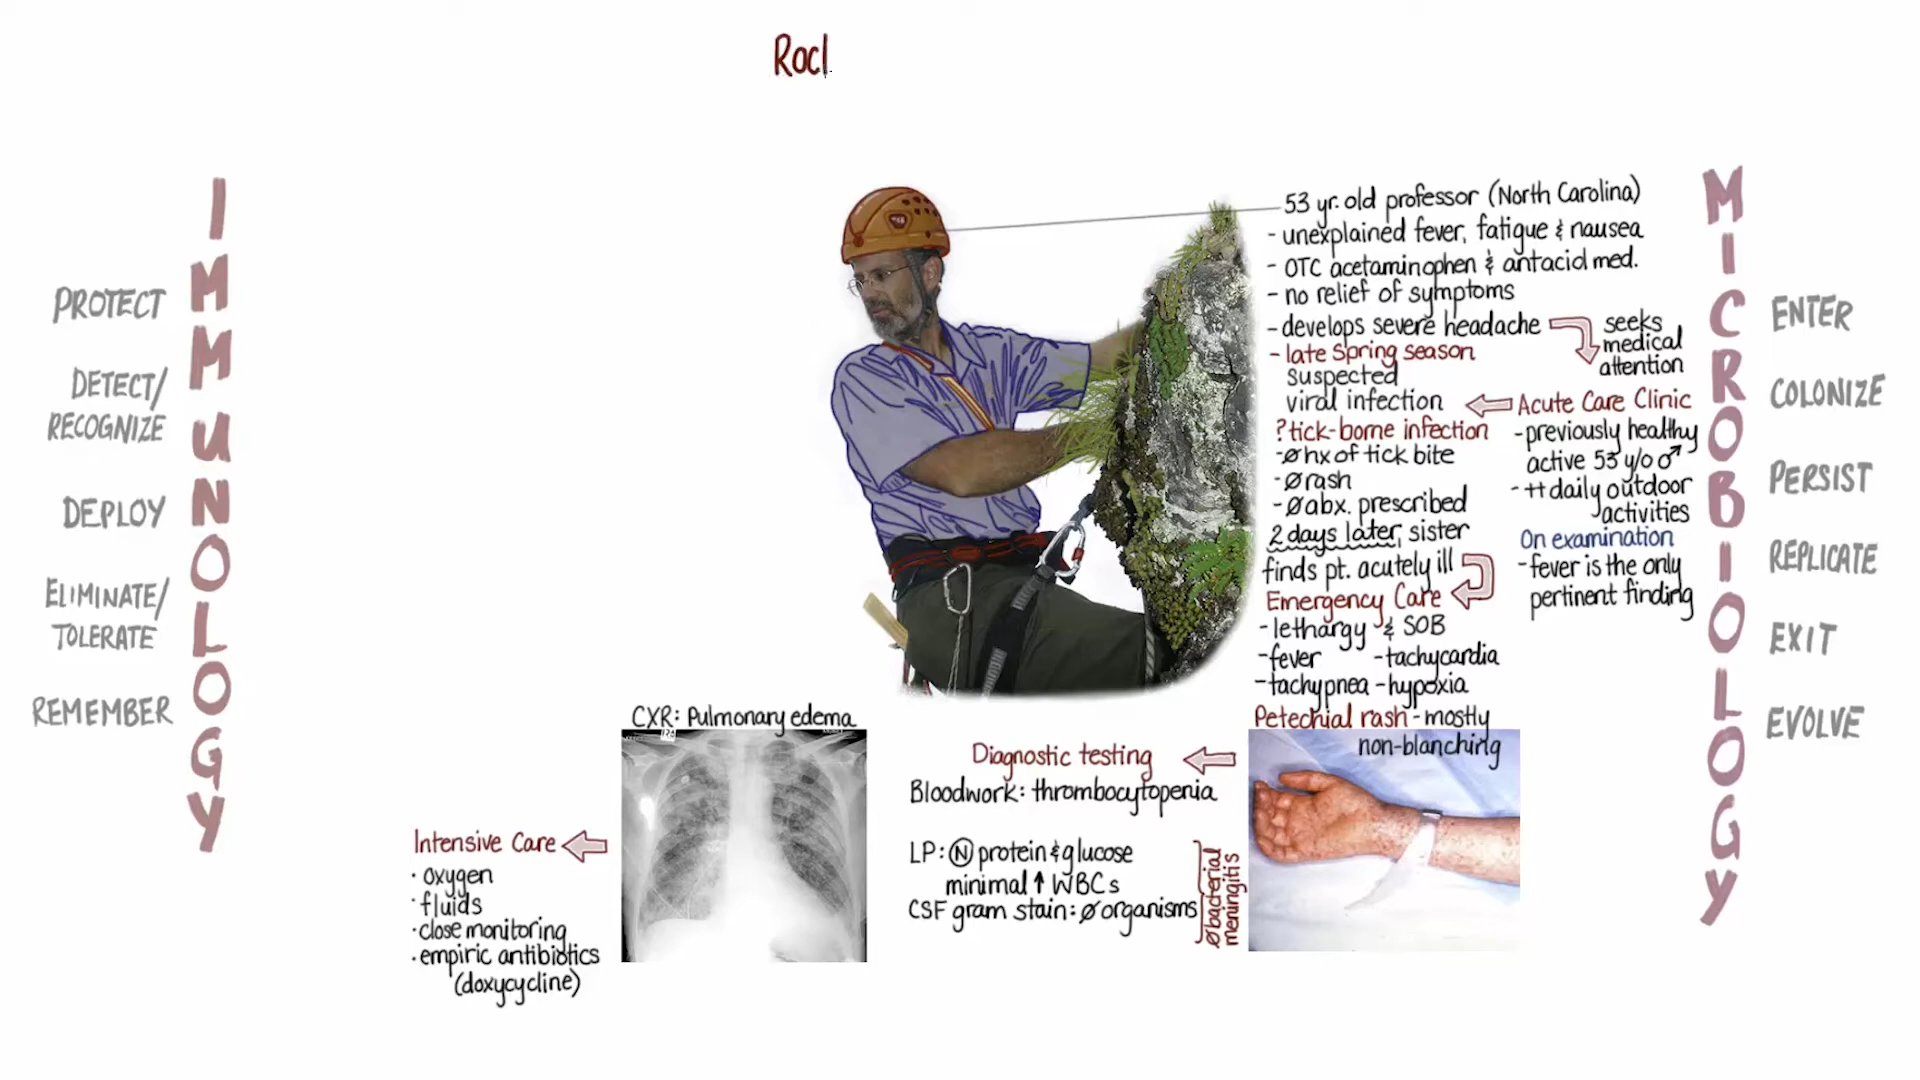 Rocl
IMMUNOLOGY
PROTECT
DETECT/
RECOGNIZE
DEPLOY
ELIMINATE/
TOLERATE
REMEMBER
53 yr. old professor (North Carolina)
- unexplained fever, fatigue & nausea
- OTC acetaminophen & antacid med.
- no relief of symptoms
- develops severe headache
seeks
medical
attention
- late Spring season
suspected
viral infection
Acute Care Clinic
- previously healthy
active 53 y/o ♂
- ++ daily outdoor
activities
On examination
- fever is the only
pertinent finding
? tick-borne infection
- Ø hx of tick bite
- Ø rash
- Ø abx. prescribed
2 days later, sister
finds pt. acutely ill
Emergency Care
- lethargy & SOB
- fever - tachycardia
- tachypnea - hypoxia
Petechial rash - mostly
non-blanching
Diagnostic testing
Bloodwork: thrombocytopenia
LP: Ⓝ protein & glucose
minimal ↑ WBCs
CSF gram stain: Ø organisms
Ø bacterial
meningitis
CXR: Pulmonary edema
Intensive Care
· oxygen
· fluids
· close monitoring
· empiric antibiotics
(doxycycline)
MICROBIOLOGY
ENTER
COLONIZE
PERSIST
REPLICATE
EXIT
EVOLVE